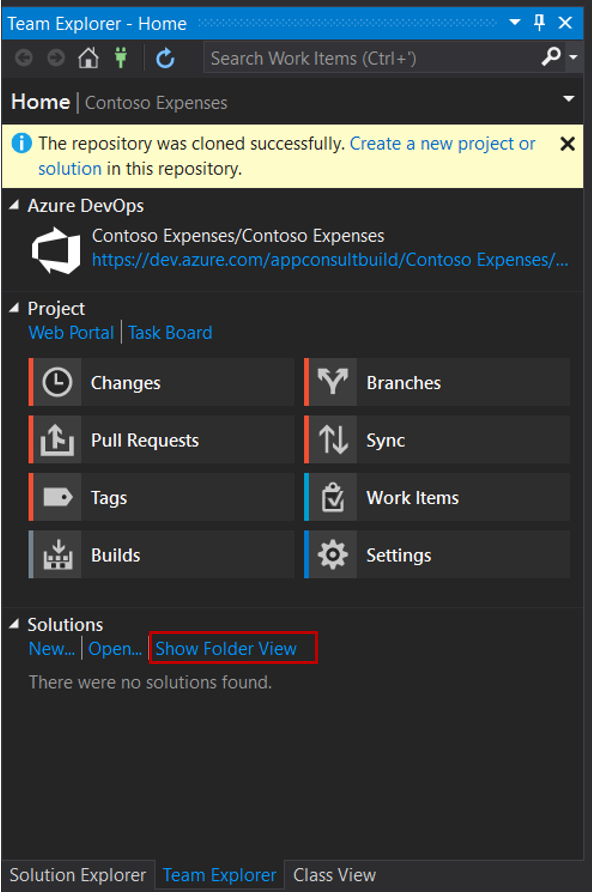 Team Explorer - Home
Search Work Items (Ctrl+')
Home | Contoso Expenses
The repository was cloned successfully. Create a new project or
solution in this repository.
Azure DevOps
Contoso Expenses/Contoso Expenses
https://dev.azure.com/appconsultbuild/Contoso Expenses/...
Project
Web Portal | Task Board
Changes
Branches
Pull Requests
Sync
Tags
Work Items
Builds
Settings
Solutions
New... | Open... | Show Folder View
There were no solutions found.
Solution Explorer Team Explorer Class View